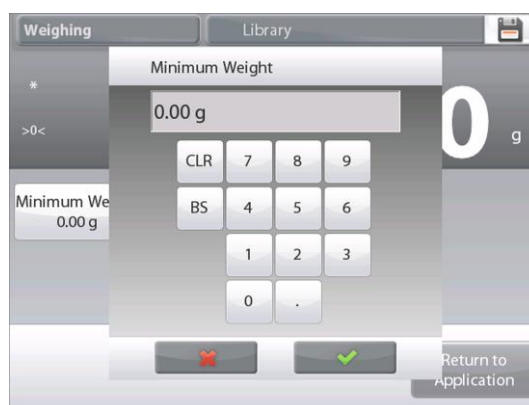 Weighing
Library
Minimum Weight
*
>0<
0.00 g
0
g
CLR 7 8 9
Minimum We
0.00 g
BS 4 5 6
1 2 3
0 .
Return to
Application